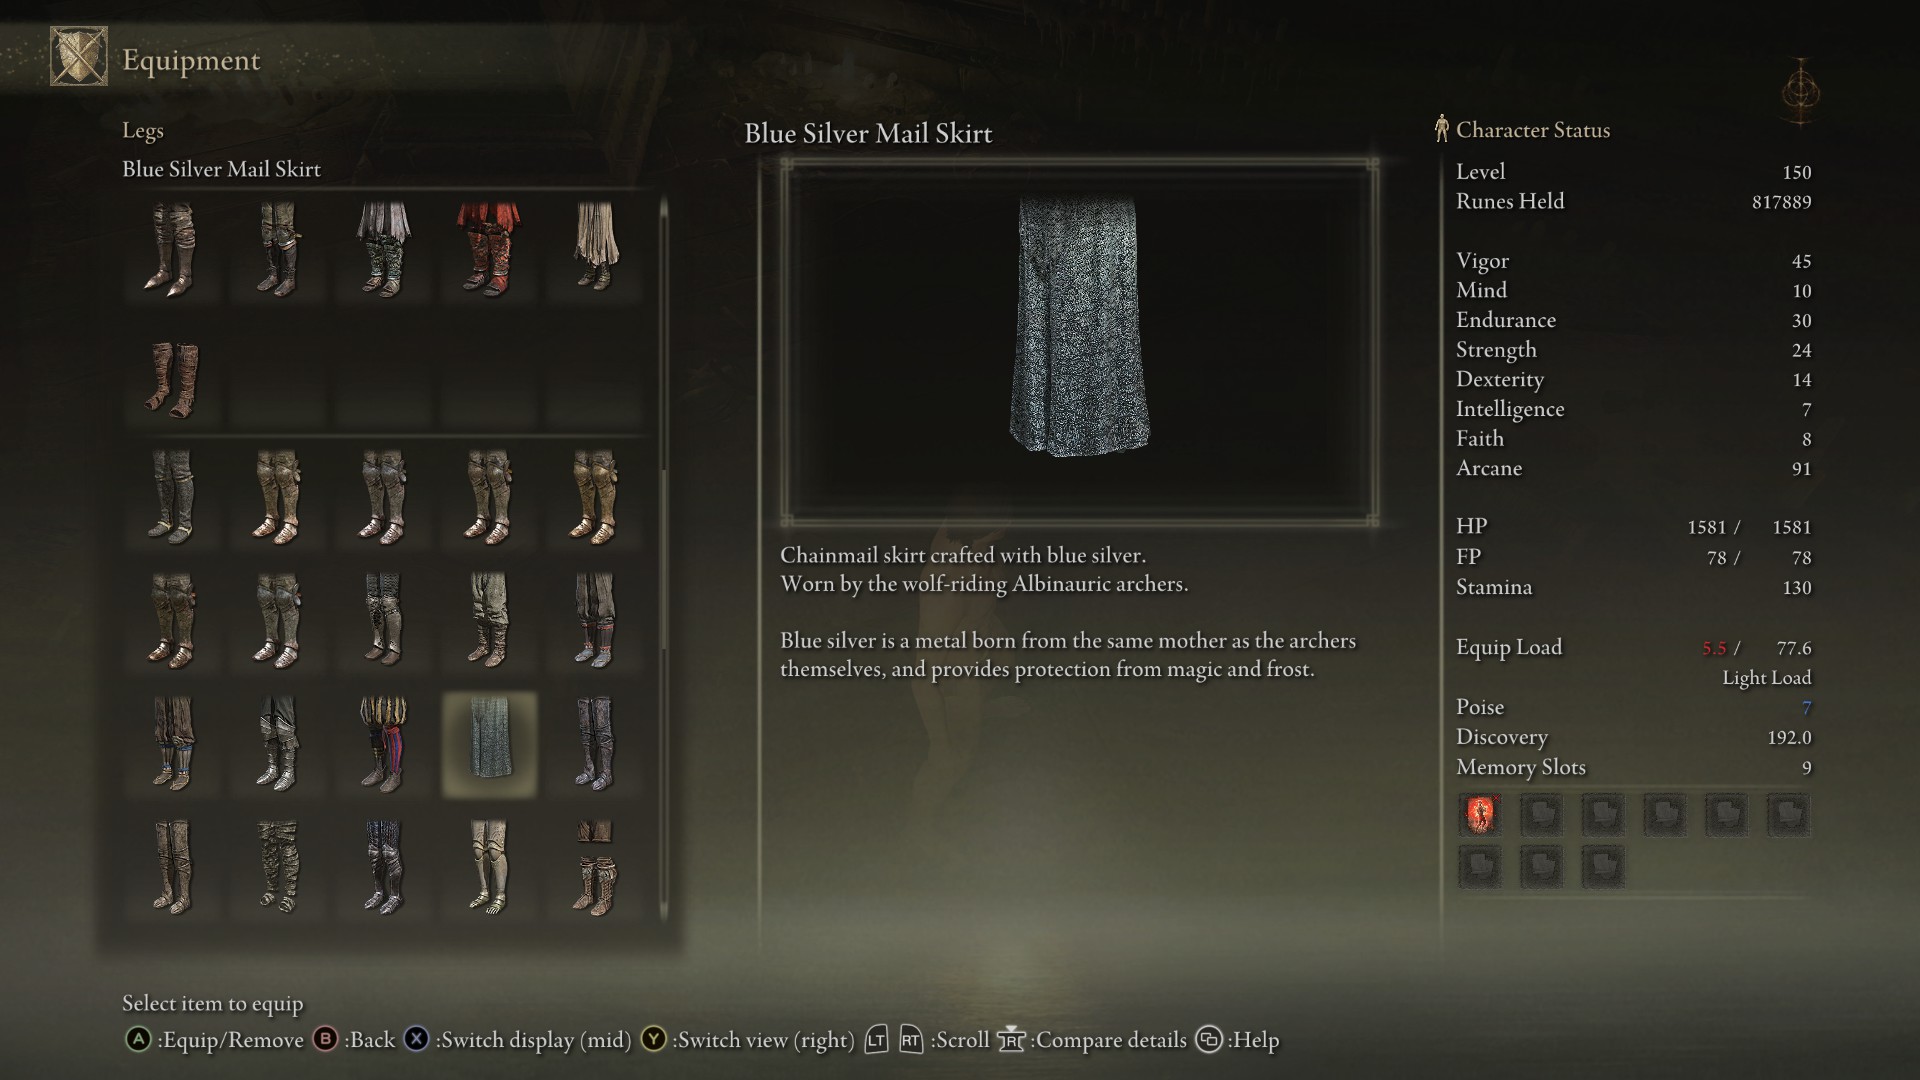 Equipment
Legs
Blue Silver Mail Skirt
Blue Silver Mail Skirt
Chainmail skirt crafted with blue silver.
Worn by the wolf-riding Albinauric archers.
Blue silver is a metal born from the same mother as the archers
themselves, and provides protection from magic and frost.
Character Status
Level 150
Runes Held 817889
Vigor 45
Mind 10
Endurance 30
Strength 24
Dexterity 14
Intelligence 7
Faith 8
Arcane 91
HP 1581 / 1581
FP 78 / 78
Stamina 130
Equip Load 5.5 / 77.6
Light Load
Poise 7
Discovery 192.0
Memory Slots 9
Select item to equip
A :Equip/Remove B :Back X :Switch display (mid) Y :Switch view (right) LT RT :Scroll R :Compare details :Help